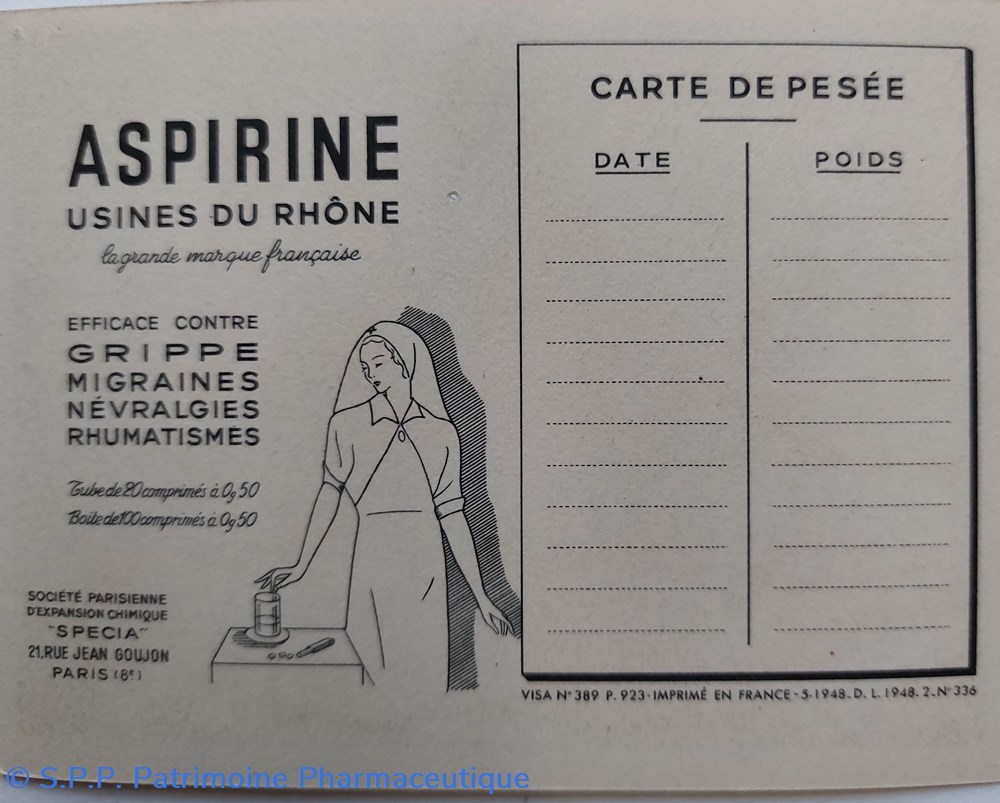 ASPIRINE
USINES DU RHÔNE
la grande marque française
EFFICACE CONTRE
GRIPPE
MIGRAINES
NÉVRALGIES
RHUMATISMES
Tube de 20 comprimés à 0g50
Boîte de 100 comprimés à 0g50
SOCIÉTÉ PARISIENNE
D'EXPANSION CHIMIQUE
"SPECIA"
21, RUE JEAN GOUJON
PARIS (8e)
CARTE DE PESÉE
DATE
POIDS
VISA N° 389 P. 923 - IMPRIMÉ EN FRANCE - 5-1948. D. L. 1948. 2. N° 336
© S.P.P. Patrimoine Pharmaceutique